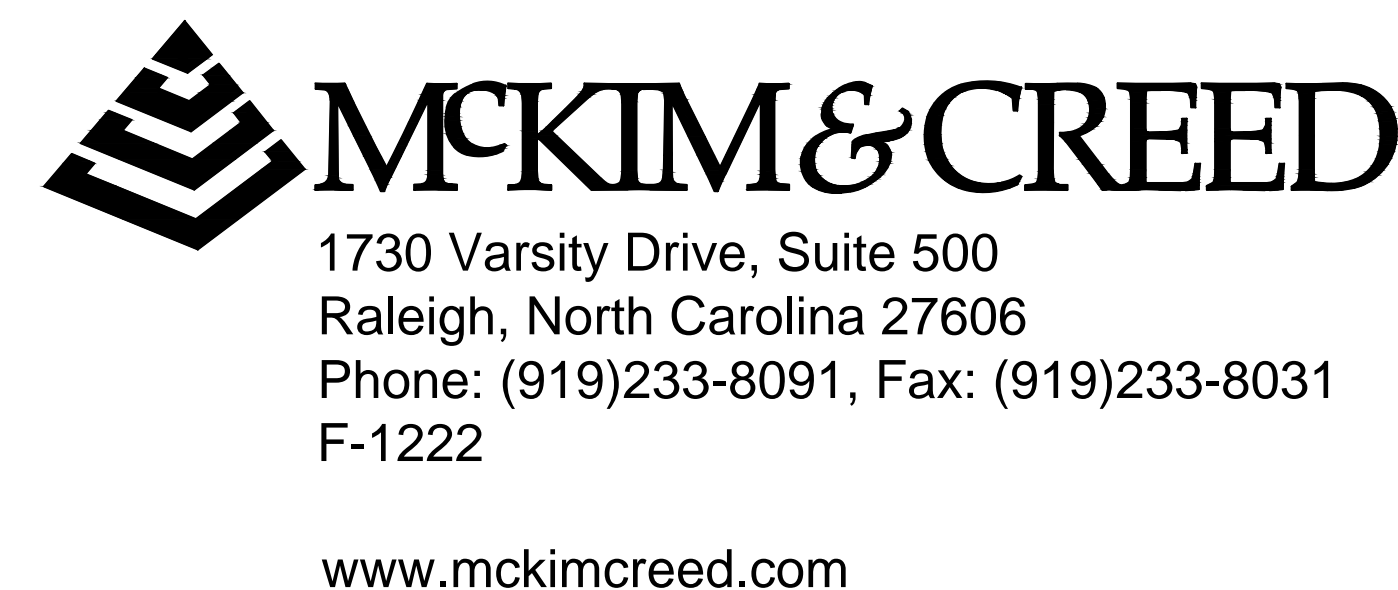 McKIM & CREED
1730 Varsity Drive, Suite 500
Raleigh, North Carolina 27606
Phone: (919)233-8091, Fax: (919)233-8031
F-1222
www.mckimcreed.com